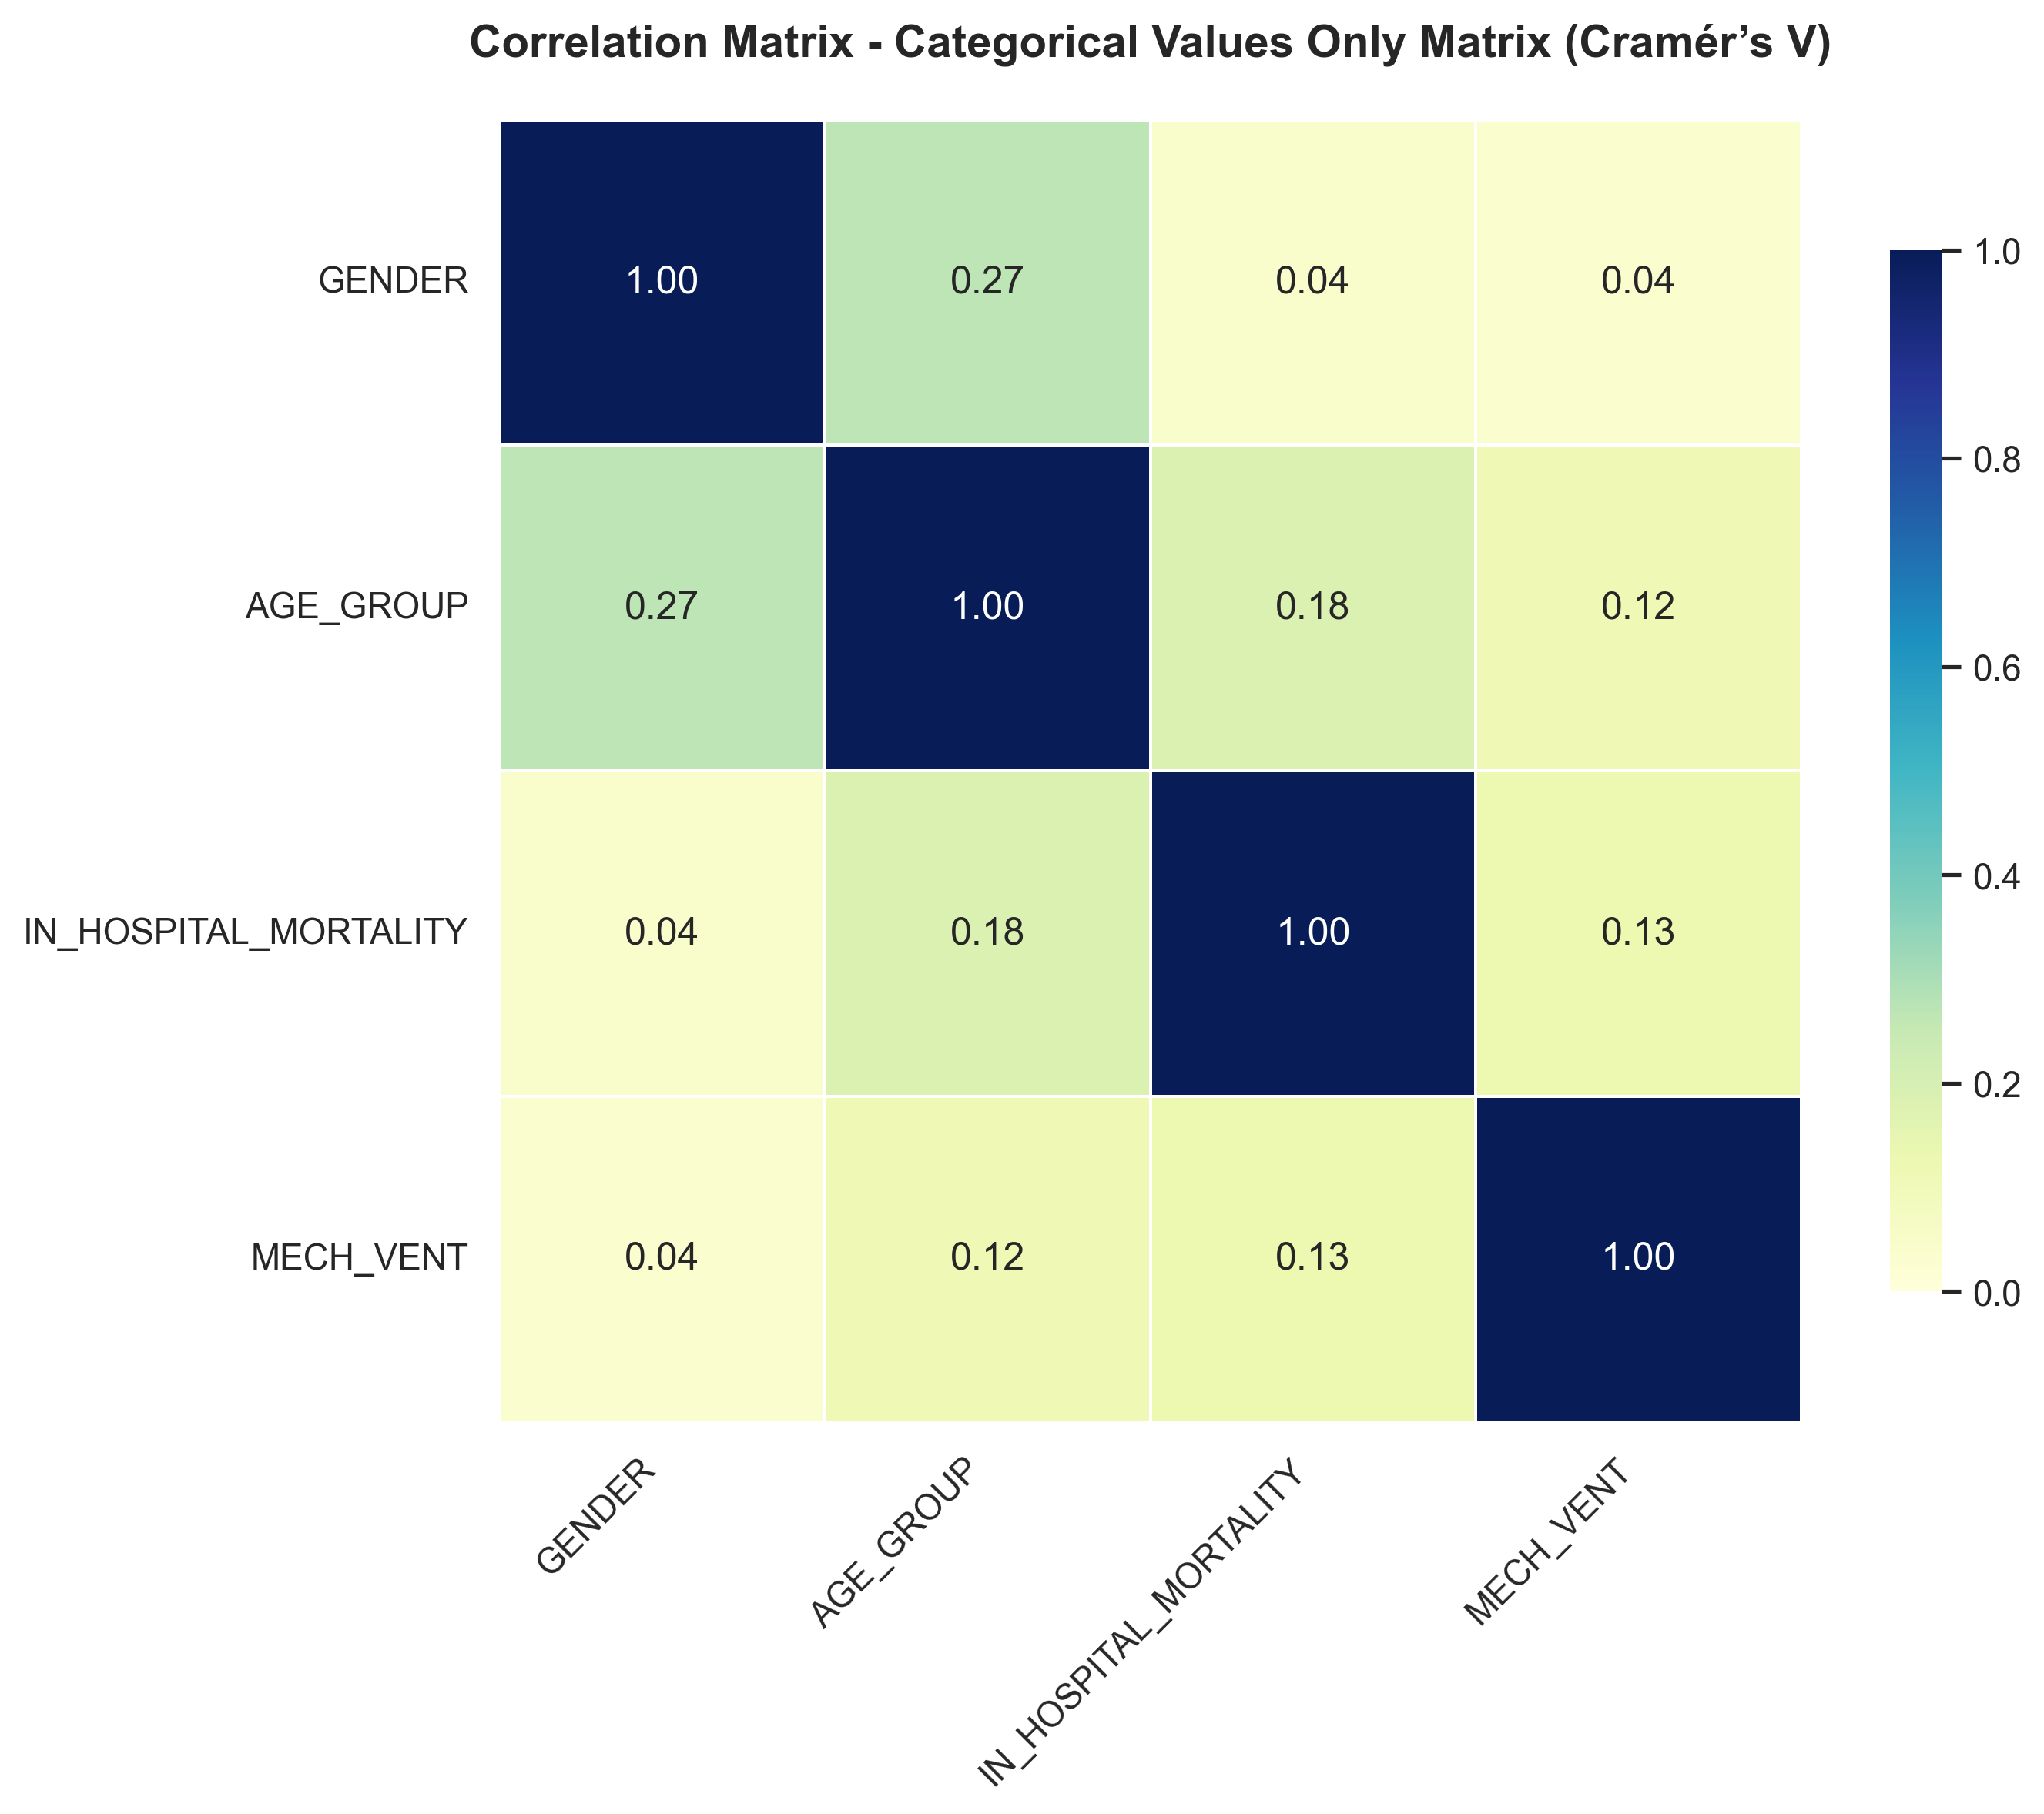 Correlation Matrix - Categorical Values Only Matrix (Cramér’s V)
GENDER 1.00 0.27 0.04 0.04
AGE_GROUP 0.27 1.00 0.18 0.12
IN_HOSPITAL_MORTALITY 0.04 0.18 1.00 0.13
MECH_VENT 0.04 0.12 0.13 1.00
GENDER AGE_GROUP IN_HOSPITAL_MORTALITY MECH_VENT
1.0
0.8
0.6
0.4
0.2
0.0